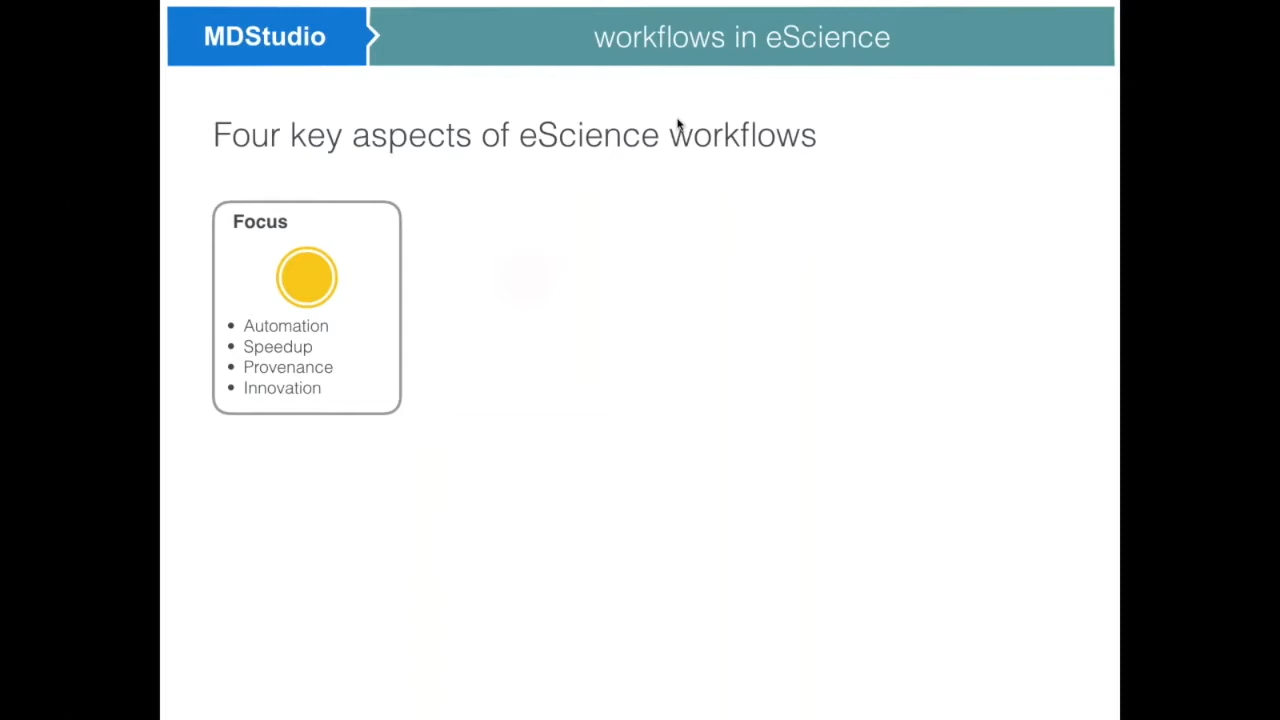 MDStudio
workflows in eScience
Four key aspects of eScience workflows
Focus
• Automation
• Speedup
• Provenance
• Innovation